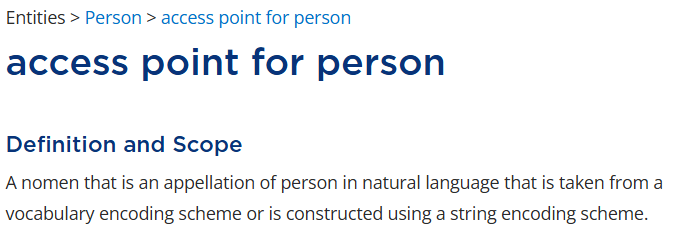 Entities > Person > access point for person
access point for person
Definition and Scope
A nomen that is an appellation of person in natural language that is taken from a
vocabulary encoding scheme or is constructed using a string encoding scheme.